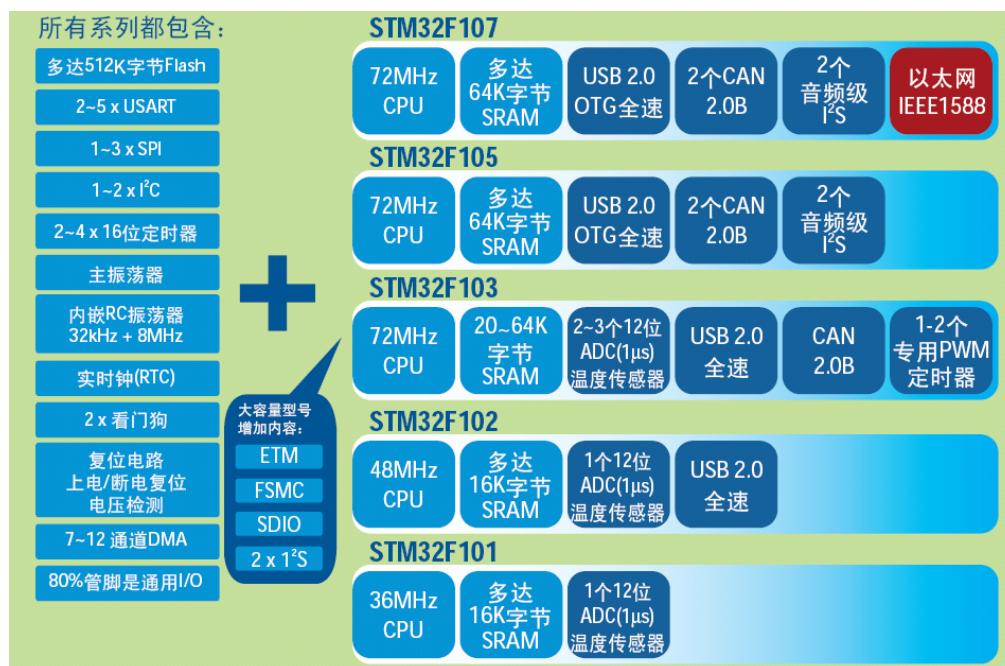 所有系列都包含:
多达512K字节Flash
2~5 x USART
1~3 x SPI
1~2 x I²C
2~4 x 16位定时器
主振荡器
内嵌RC振荡器
32kHz + 8MHz
实时钟(RTC)
2 x 看门狗
复位电路
上电/断电复位
电压检测
7~12 通道DMA
80%管脚是通用I/O
大容量型号
增加内容:
ETM
FSMC
SDIO
2 x 1²S
STM32F107
72MHz
CPU
多达
64K字节
SRAM
USB 2.0
OTG全速
2个CAN
2.0B
2个
音频级
I²S
以太网
IEEE1588
STM32F105
72MHz
CPU
多达
64K字节
SRAM
USB 2.0
OTG全速
2个CAN
2.0B
2个
音频级
I²S
STM32F103
72MHz
CPU
20~64K
字节
SRAM
2~3个12位
ADC(1μs)
温度传感器
USB 2.0
全速
CAN
2.0B
1-2个
专用PWM
定时器
STM32F102
48MHz
CPU
多达
16K字节
SRAM
1个12位
ADC(1μs)
温度传感器
USB 2.0
全速
STM32F101
36MHz
CPU
多达
16K字节
SRAM
1个12位
ADC(1μs)
温度传感器